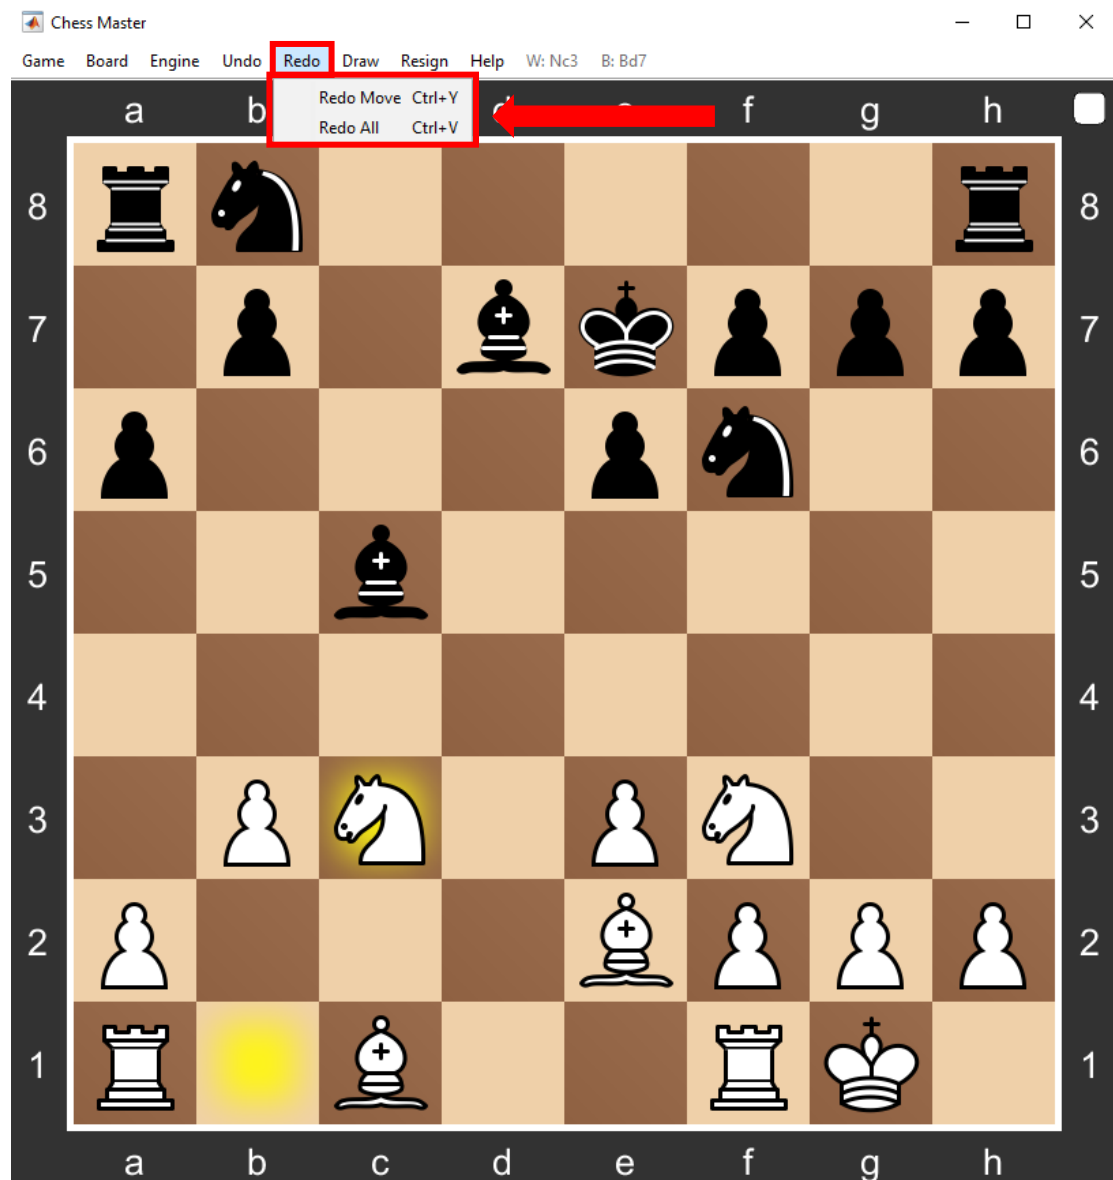 Chess Master
Game Board Engine Undo Redo Draw Resign Help W: Nc3 B: Bd7
Redo Move Ctrl+Y
Redo All Ctrl+V
a b f g h
8 8
7 7
6 6
5 5
4 4
3 3
2 2
1 1
a b c d e f g h